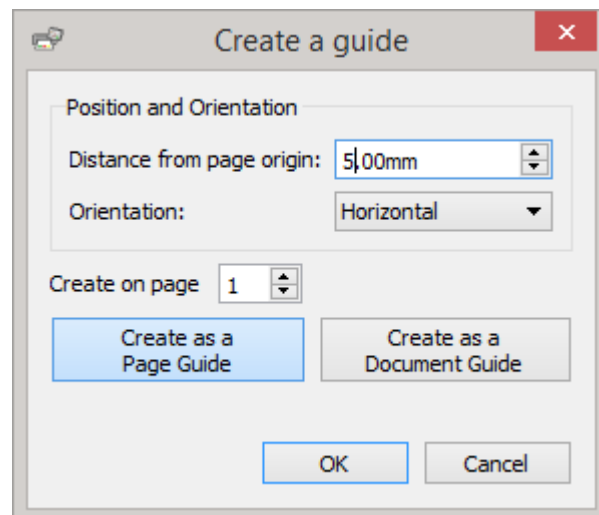 Create a guide
Position and Orientation
Distance from page origin: 5,00mm
Orientation: Horizontal
Create on page 1
Create as a
Page Guide
Create as a
Document Guide
OK Cancel